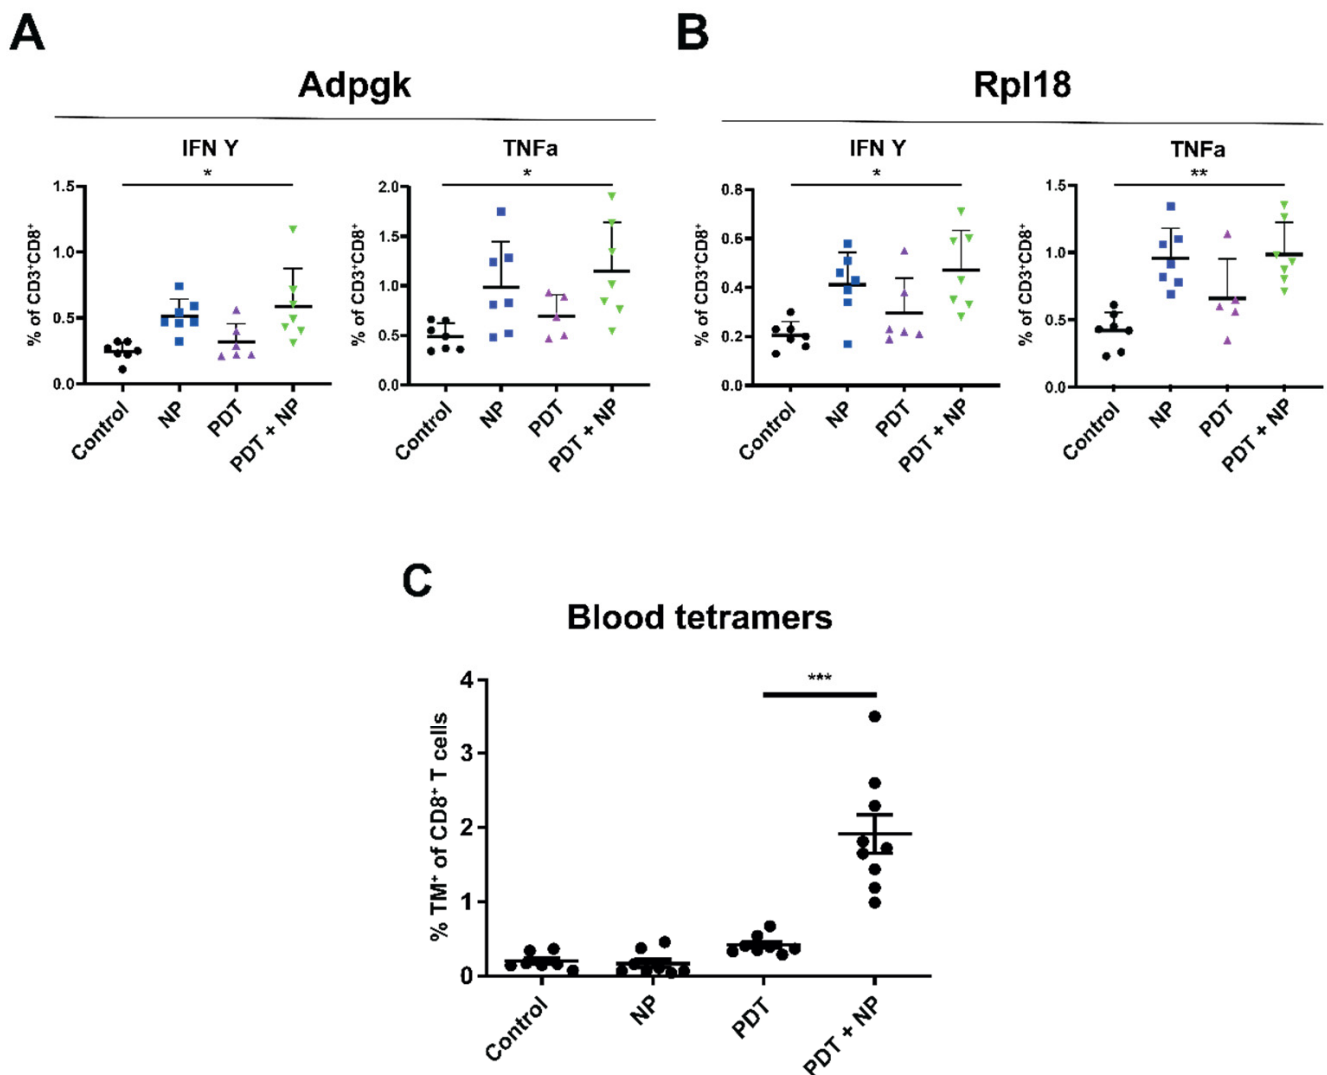 A
Adpgk
IFN Y
*
% of CD3⁺CD8⁺
1.5
1.0
0.5
0.0
Control
NP
PDT
PDT + NP
TNFa
*
% of CD3⁺CD8⁺
2.0
1.5
1.0
0.5
0.0
Control
NP
PDT
PDT + NP
B
Rpl18
IFN Y
*
% of CD3⁺CD8⁺
0.8
0.6
0.4
0.2
0.0
Control
NP
PDT
PDT + NP
TNFa
**
% of CD3⁺CD8⁺
1.5
1.0
0.5
0.0
Control
NP
PDT
PDT + NP
C
Blood tetramers
***
% TM⁺ of CD8⁺ T cells
4
3
2
1
0
Control
NP
PDT
PDT + NP